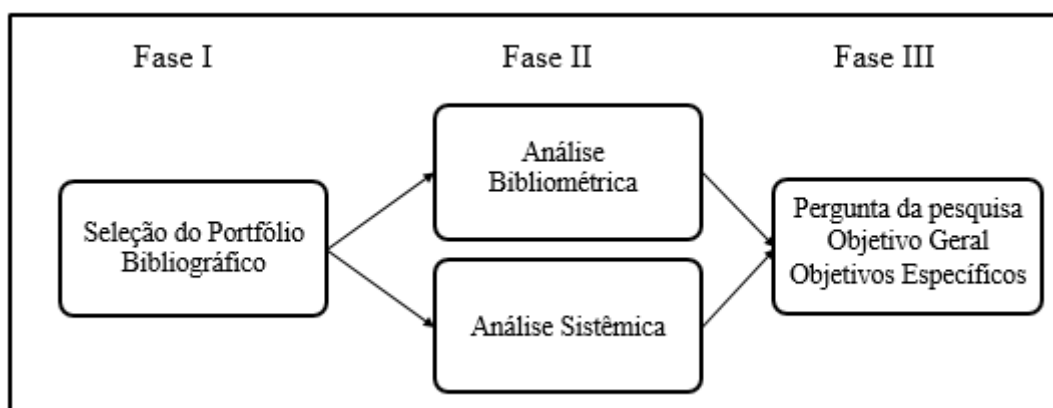 Fase I
Fase II
Fase III
Seleção do Portfólio
Bibliográfico
Análise
Bibliométrica
Análise Sistêmica
Pergunta da pesquisa
Objetivo Geral
Objetivos Específicos